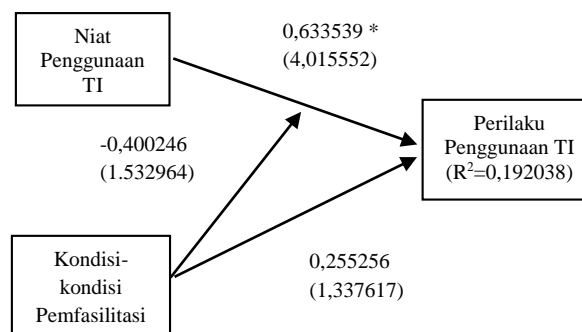 Niat
Penggunaan
TI
0,633539 *
(4,015552)
-0,400246
(1.532964)
Perilaku
Penggunaan TI
(R²=0,192038)
Kondisi-
kondisi
Pemfasilitasi
0,255256
(1,337617)